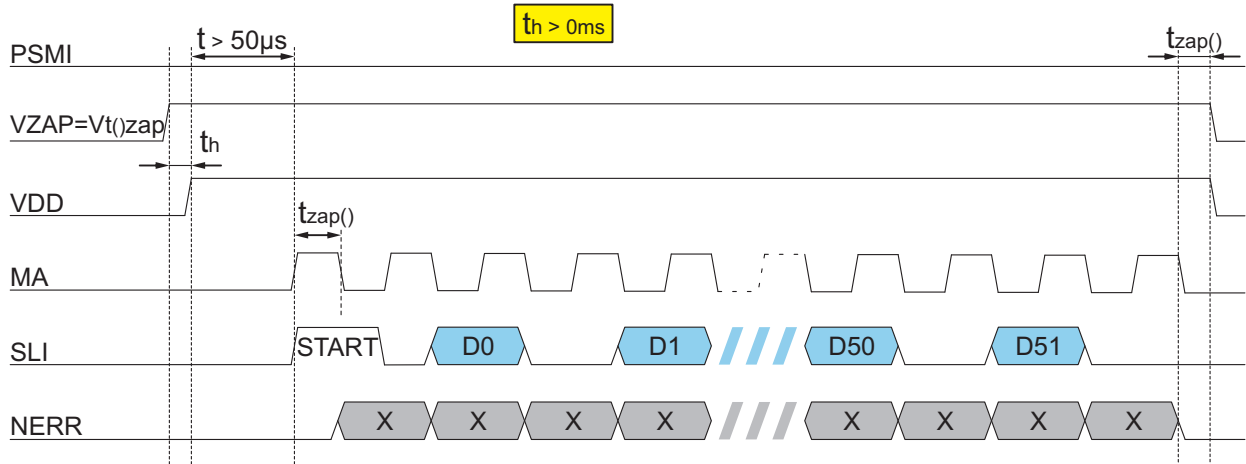 th > 0ms
t > 50µs
tzap()
PSMI
VZAP=Vt()zap
th
VDD
tzap()
MA
SLI START D0 D1 D50 D51
NERR X X X X X X X X